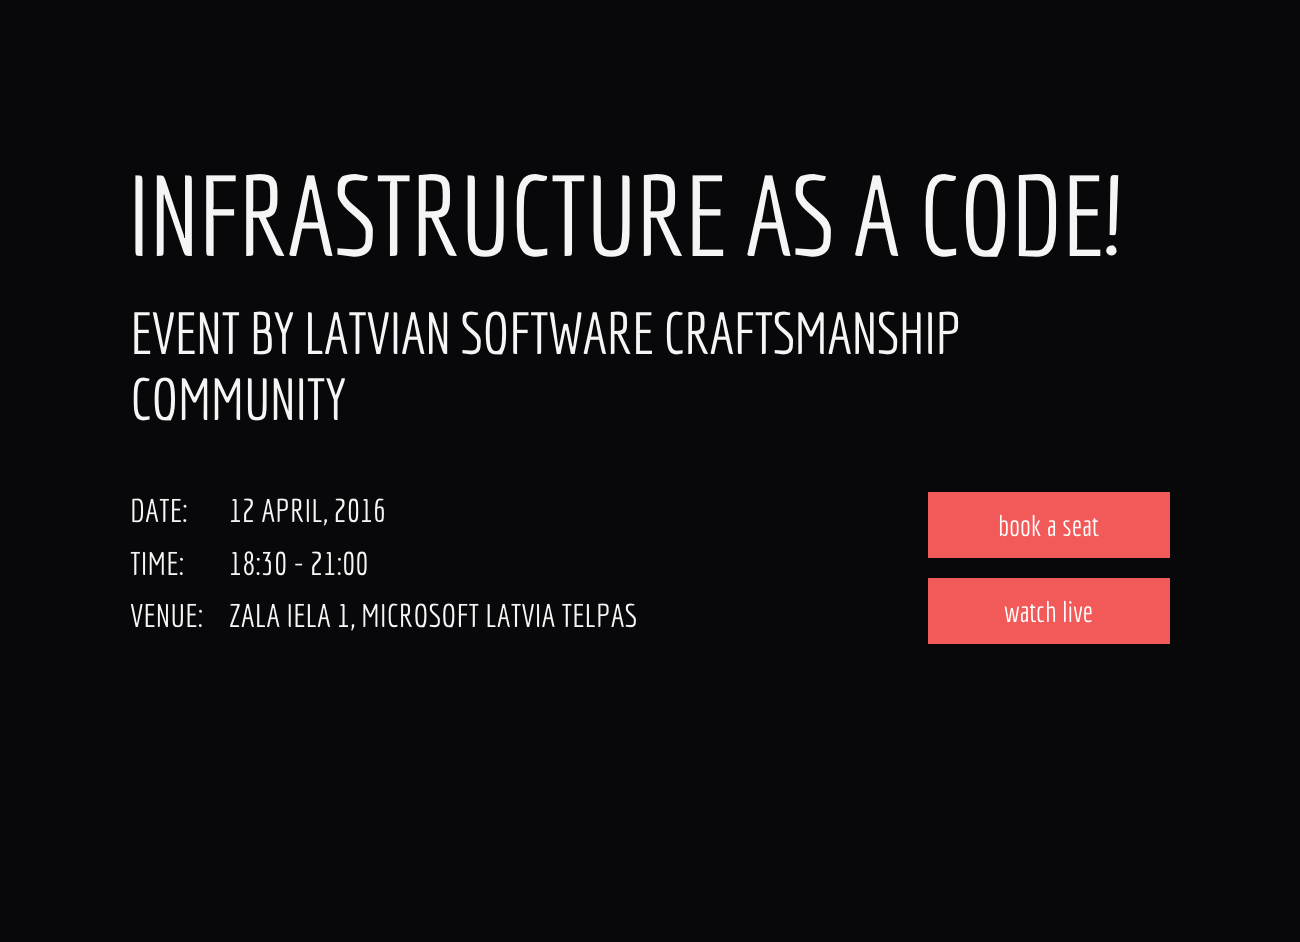 INFRASTRUCTURE AS A CODE!
EVENT BY LATVIAN SOFTWARE CRAFTSMANSHIP
COMMUNITY
DATE: 12 APRIL, 2016
TIME: 18:30 - 21:00
VENUE: ZALA IELA 1, MICROSOFT LATVIA TELPAS
book a seat
watch live